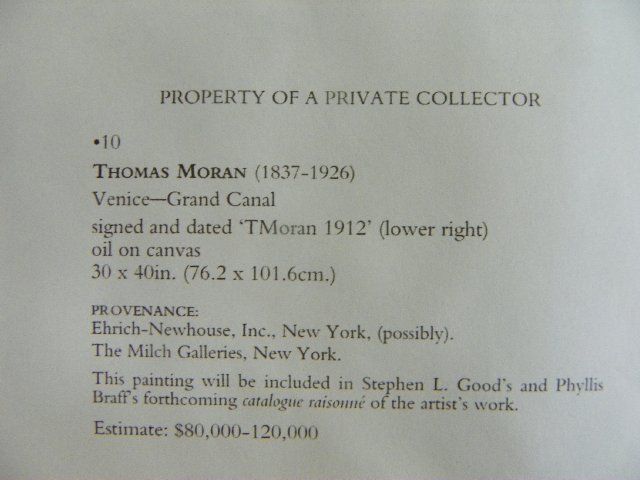 PROPERTY OF A PRIVATE COLLECTOR
•10
THOMAS MORAN (1837-1926)
Venice—Grand Canal
signed and dated ‘TMoran 1912’ (lower right)
oil on canvas
30 x 40in. (76.2 x 101.6cm.)
PROVENANCE:
Ehrich-Newhouse, Inc., New York, (possibly).
The Milch Galleries, New York.
This painting will be included in Stephen L. Good's and Phyllis
Braff's forthcoming catalogue raisonné of the artist's work.
Estimate: $80,000-120,000